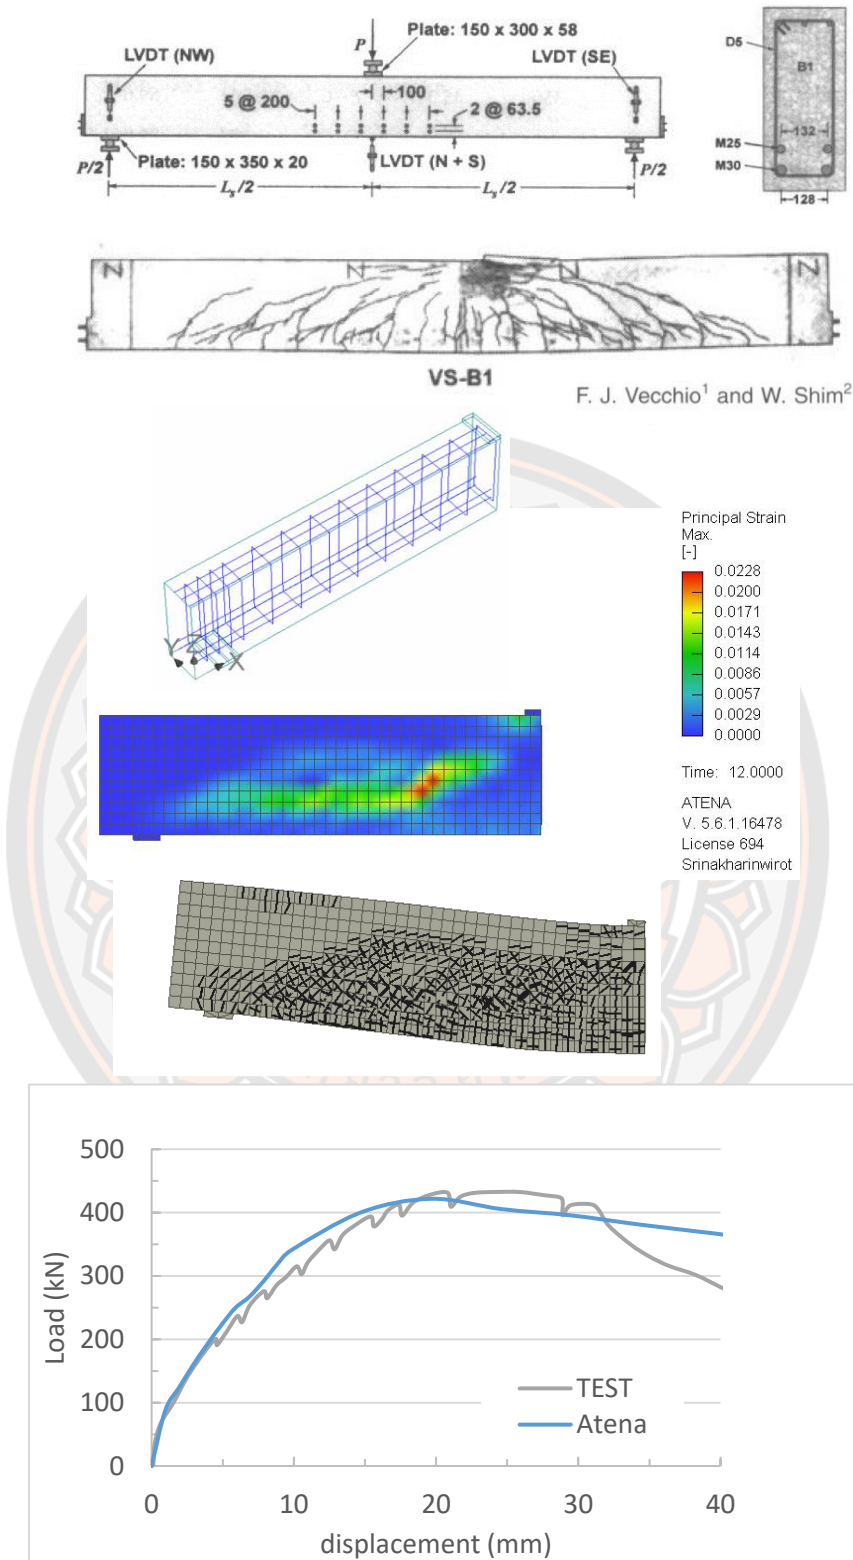 P
Plate: 150 x 300 x 58
LVDT (NW)
LVDT (SE)
5 @ 200
100
2 @ 63.5
P/2
Plate: 150 x 350 x 20
LVDT (N + S)
P/2
Ls/2
Ls/2
D5
B1
132
M25
M30
128
VS-B1
F. J. Vecchio1 and W. Shim2
Y Z X
Principal Strain
Max.
[-]
0.0228
0.0200
0.0171
0.0143
0.0114
0.0086
0.0057
0.0029
0.0000
Time: 12.0000
ATENA
V. 5.6.1.16478
License 694
Srinakharinwirot
500
400
300
200
100
0
Load (kN)
TEST
Atena
0 10 20 30 40
displacement (mm)